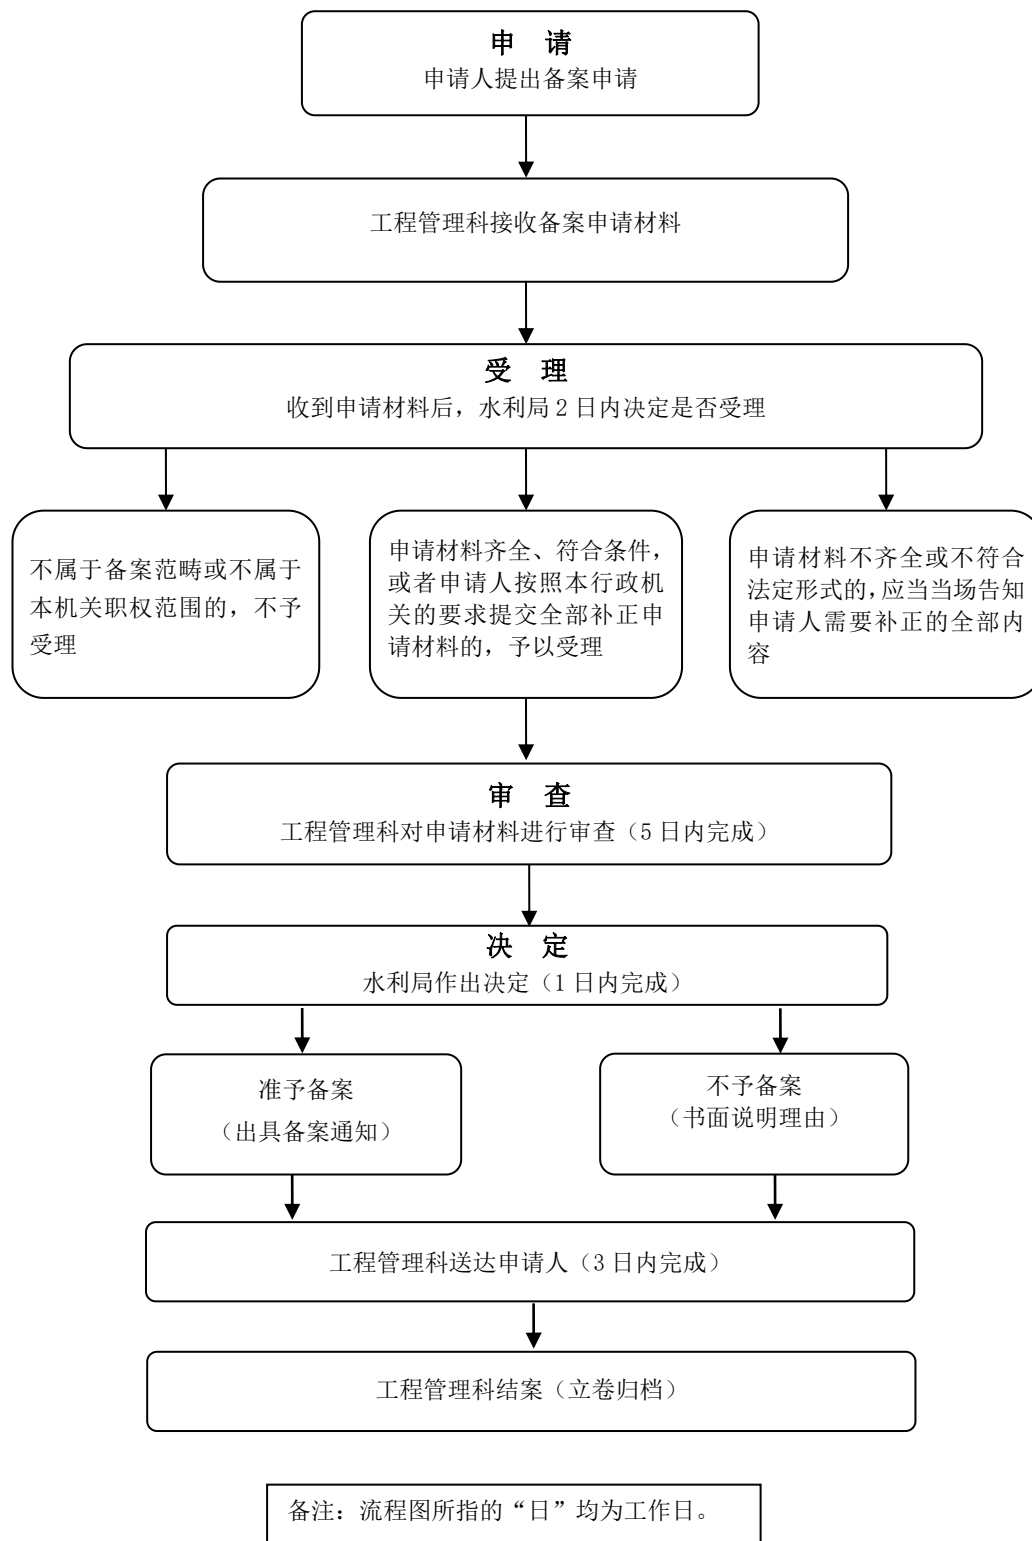 申 请
申请人提出备案申请
工程管理科接收备案申请材料
受 理
收到申请材料后，水利局 2 日内决定是否受理
不属于备案范畴或不属于
本机关职权范围的，不予
受理
申请材料齐全、符合条件，
或者申请人按照本行政机
关的要求提交全部补正申
请材料的，予以受理
申请材料不齐全或不符合
法定形式的，应当当场告知
申请人需要补正的全部内
容
审 查
工程管理科对申请材料进行审查（5 日内完成）
决 定
水利局作出决定（1 日内完成）
准予备案
（出具备案通知）
不予备案
（书面说明理由）
工程管理科送达申请人（3 日内完成）
工程管理科结案（立卷归档）
备注：流程图所指的“日”均为工作日。